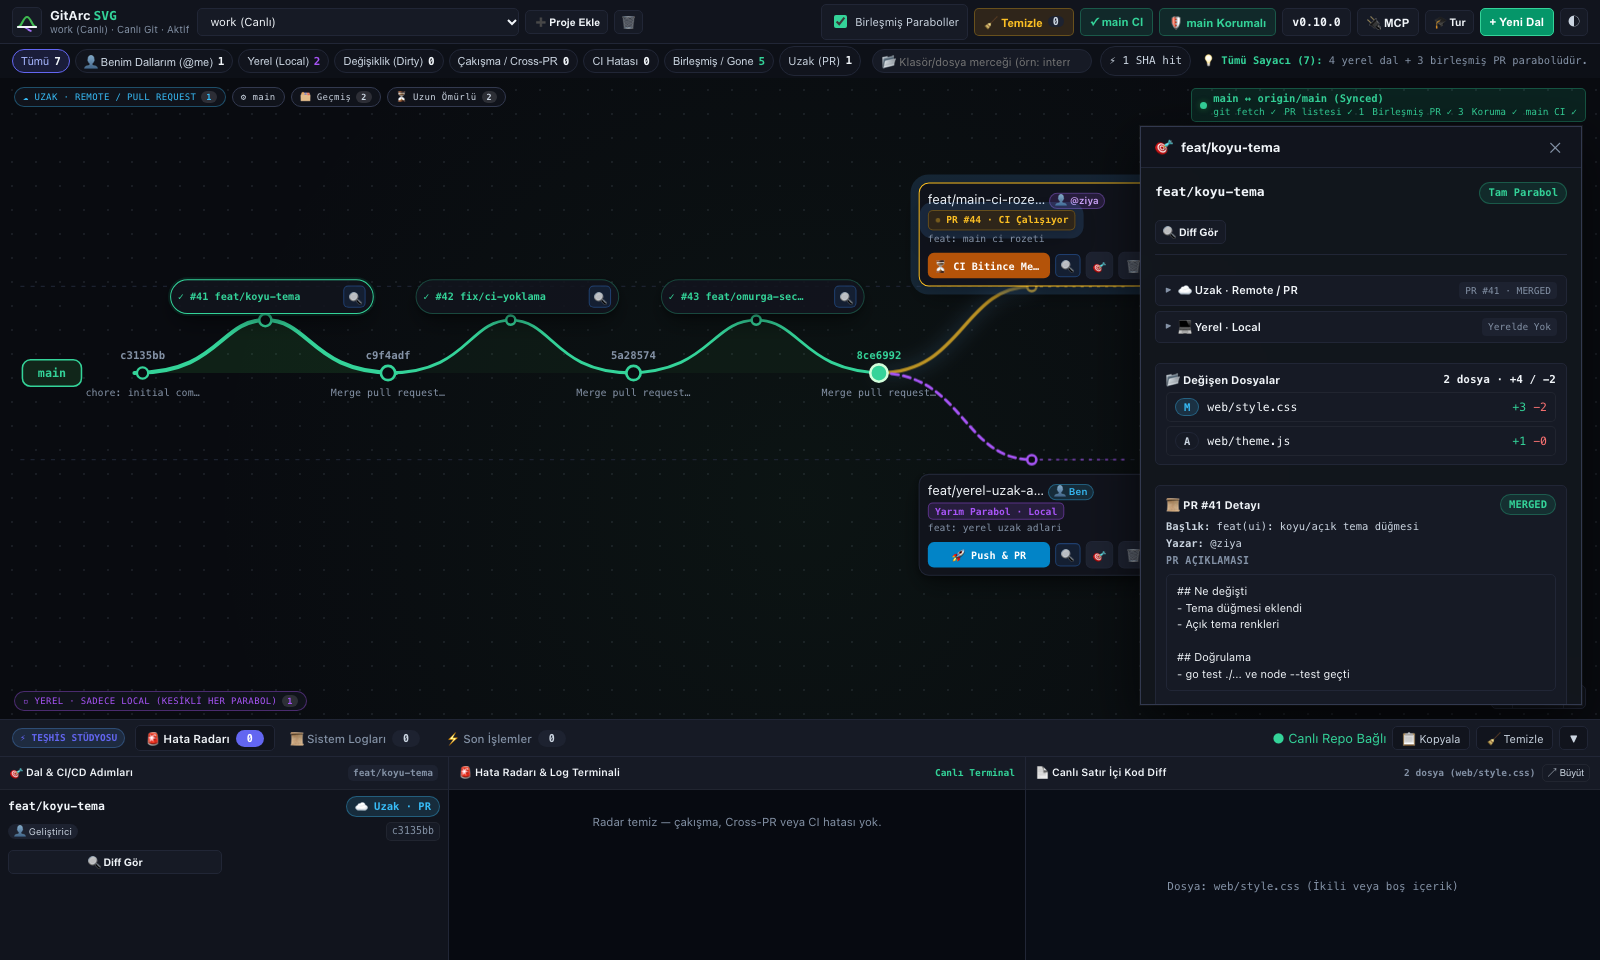 GitArc SVG
work (Canlı) · Canlı Git · Aktif
work (Canlı)
Proje Ekle
Birleşmiş Paraboller
Temizle 0
✓ main CI
main Korumalı
v0.10.0
MCP
Tur
+ Yeni Dal
Tümü 7
Benim Dallarım (@me) 1
Yerel (Local) 2
Değişiklik (Dirty) 0
Çakışma / Cross-PR 0
CI Hatası 0
Birleşmiş / Gone 5
Uzak (PR) 1
Klasör/dosya merceği (örn: interr
⚡ 1 SHA hit
Tümü Sayacı (7): 4 yerel dal + 3 birleşmiş PR parabolüdür.
UZAK · REMOTE / PULL REQUEST 1
main
Geçmiş 2
Uzun Ömürlü 2
main ↔ origin/main (Synced)
git fetch ✓ PR listesi ✓ 1 Birleşmiş PR ✓ 3 Koruma ✓ main CI ✓
feat/main-ci-roze… @ziya
PR #44 · CI Çalışıyor
feat: main ci rozeti
CI Bitince Me…
✓ #41 feat/koyu-tema
✓ #42 fix/ci-yoklama
✓ #43 feat/omurga-sec…
c3135bb
c9f4adf
5a28574
8ce6992
main
chore: initial com…
Merge pull request…
Merge pull request…
Merge pull request…
feat/yerel-uzak-a… Ben
Yarım Parabol · Local
feat: yerel uzak adlari
Push & PR
YEREL · SADECE LOCAL (KESİKLİ HER PARABOL) 1
feat/koyu-tema
feat/koyu-tema
Tam Parabol
Diff Gör
Uzak · Remote / PR
PR #41 · MERGED
Yerel · Local
Yerelde Yok
Değişen Dosyalar
2 dosya · +4 / −2
M web/style.css +3 −2
A web/theme.js +1 −0
PR #41 Detayı
MERGED
Başlık: feat(ui): koyu/açık tema düğmesi
Yazar: @ziya
PR AÇIKLAMASI
## Ne değişti
- Tema düğmesi eklendi
- Açık tema renkleri
## Doğrulama
- go test ./... ve node --test geçti
⚡ TEŞHİS STÜDYOSU
Hata Radarı 0
Sistem Logları 0
Son İşlemler 0
Canlı Repo Bağlı
Kopyala
Temizle
Dal & CI/CD Adımları
feat/koyu-tema
feat/koyu-tema
Uzak · PR
Geliştirici
c3135bb
Diff Gör
Hata Radarı & Log Terminali
Canlı Terminal
Radar temiz — çakışma, Cross-PR veya CI hatası yok.
Canlı Satır İçi Kod Diff
2 dosya (web/style.css)
Büyüt
Dosya: web/style.css (İkili veya boş içerik)